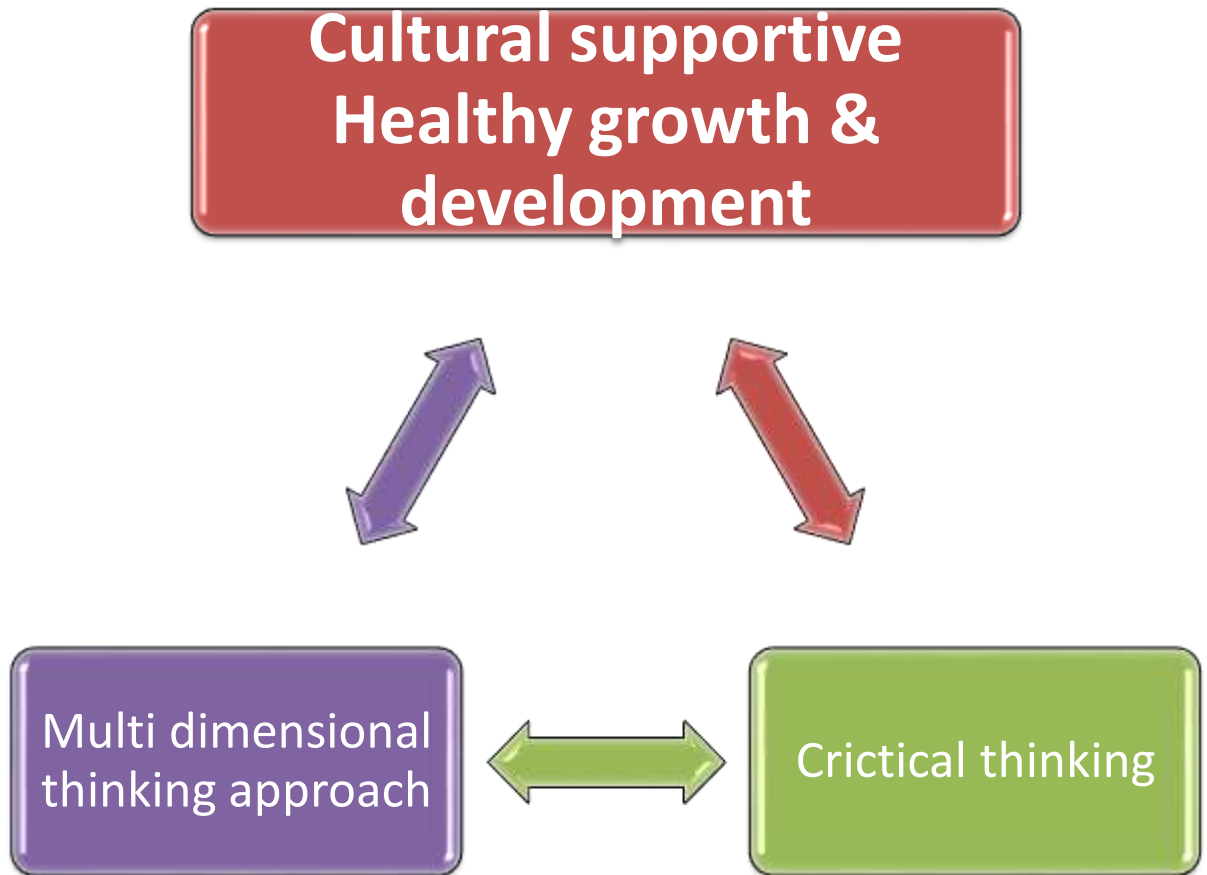 Cultural supportive
Healthy growth &
development
Multi dimensional
thinking approach
Crictical thinking